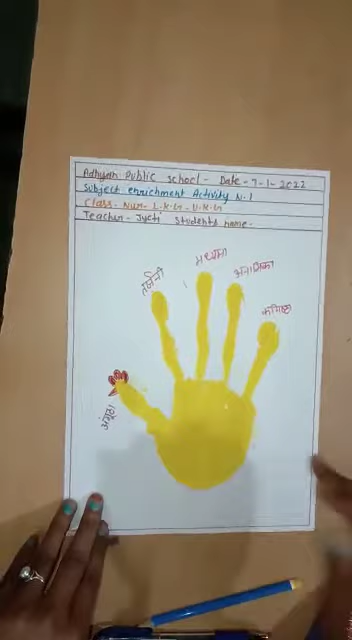 Adhyan Public School - Date - 7-1-2022
Subject enrichment Activity N.1
Class - Nur - L.K.G - U.K.G
Teacher - Jyoti Students name -
मध्यमा
तर्जनी
अनामिका
कनिष्ठा
अंगूठा